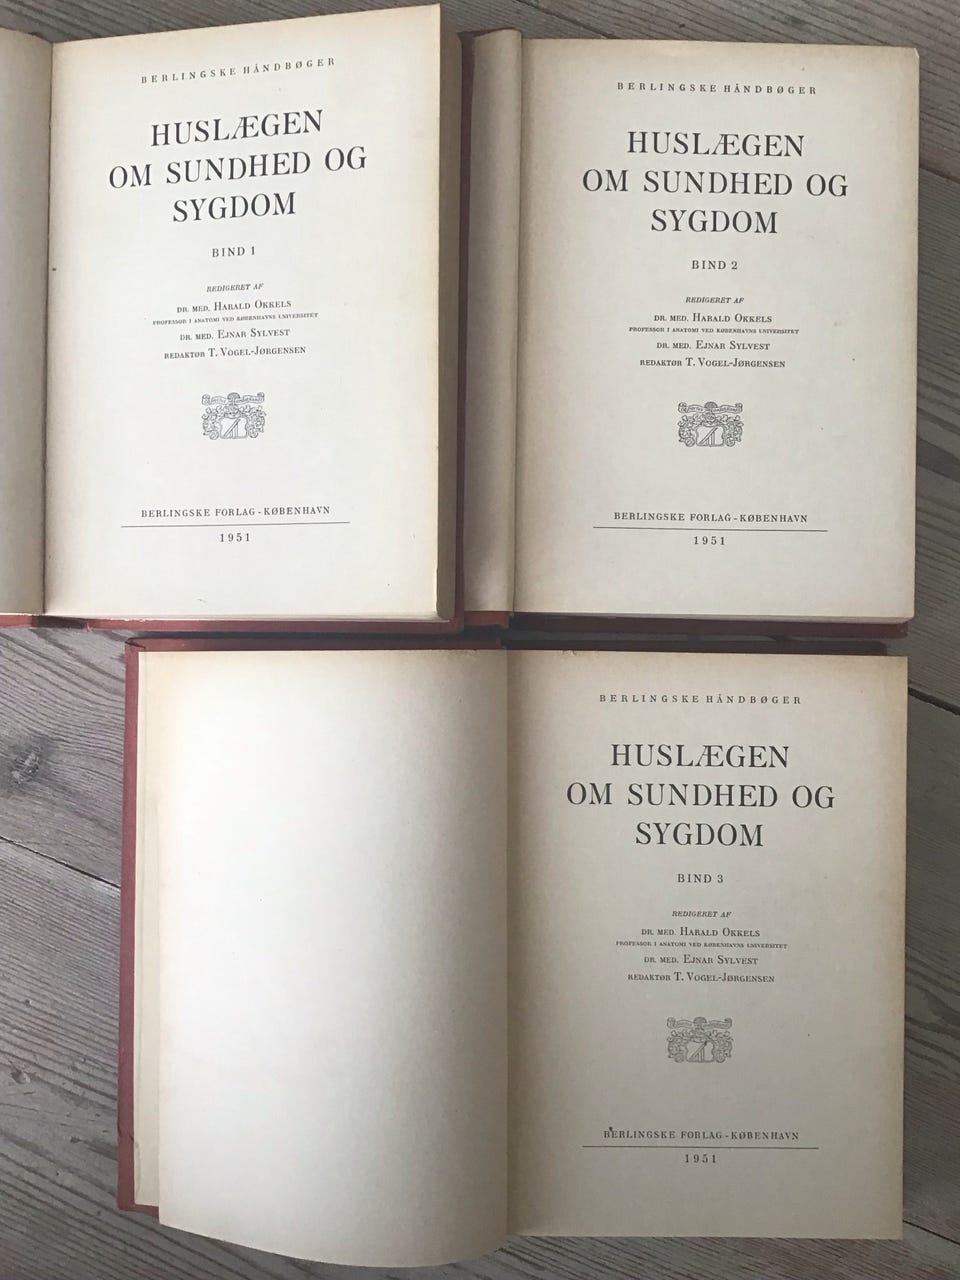 BERLINGSKE HÅNDBØGER
HUSLÆGEN
OM SUNDHED OG
SYGDOM
BIND 1
REDIGERET AF
DR. MED. HARALD OKKELS
PROFESSOR I ANATOMI VED KØBENHAVNS UNIVERSITET
DR. MED. EJNAR SYLVEST
REDAKTØR T. VOGEL-JØRGENSEN
BERLINGSKE FORLAG - KØBENHAVN
1951
BERLINGSKE HÅNDBØGER
HUSLÆGEN
OM SUNDHED OG
SYGDOM
BIND 2
REDIGERET AF
DR. MED. HARALD OKKELS
PROFESSOR I ANATOMI VED KØBENHAVNS UNIVERSITET
DR. MED. EJNAR SYLVEST
REDAKTØR T. VOGEL-JØRGENSEN
BERLINGSKE FORLAG - KØBENHAVN
1951
BERLINGSKE HÅNDBØGER
HUSLÆGEN
OM SUNDHED OG
SYGDOM
BIND 3
REDIGERET AF
DR. MED. HARALD OKKELS
PROFESSOR I ANATOMI VED KØBENHAVNS UNIVERSITET
DR. MED. EJNAR SYLVEST
REDAKTØR T. VOGEL-JØRGENSEN
BERLINGSKE FORLAG - KØBENHAVN
1951